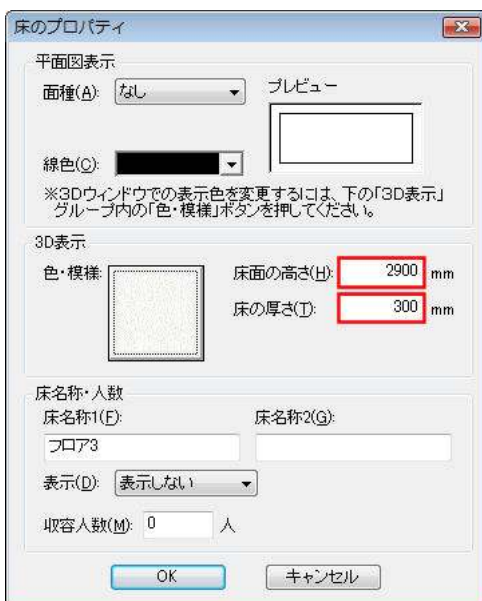 床のプロパティ
平面図表示
面種(A): なし
プレビュー
線色(C):
※3Dウィンドウでの表示色を変更するには、下の「3D表示」
グループ内の「色・模様」ボタンを押してください。
3D表示
色・模様:
床面の高さ(H): 2900 mm
床の厚さ(T): 300 mm
床名称・人数
床名称1(F): 床名称2(G):
フロア3
表示(D): 表示しない
収容人数(M): 0 人
OK キャンセル